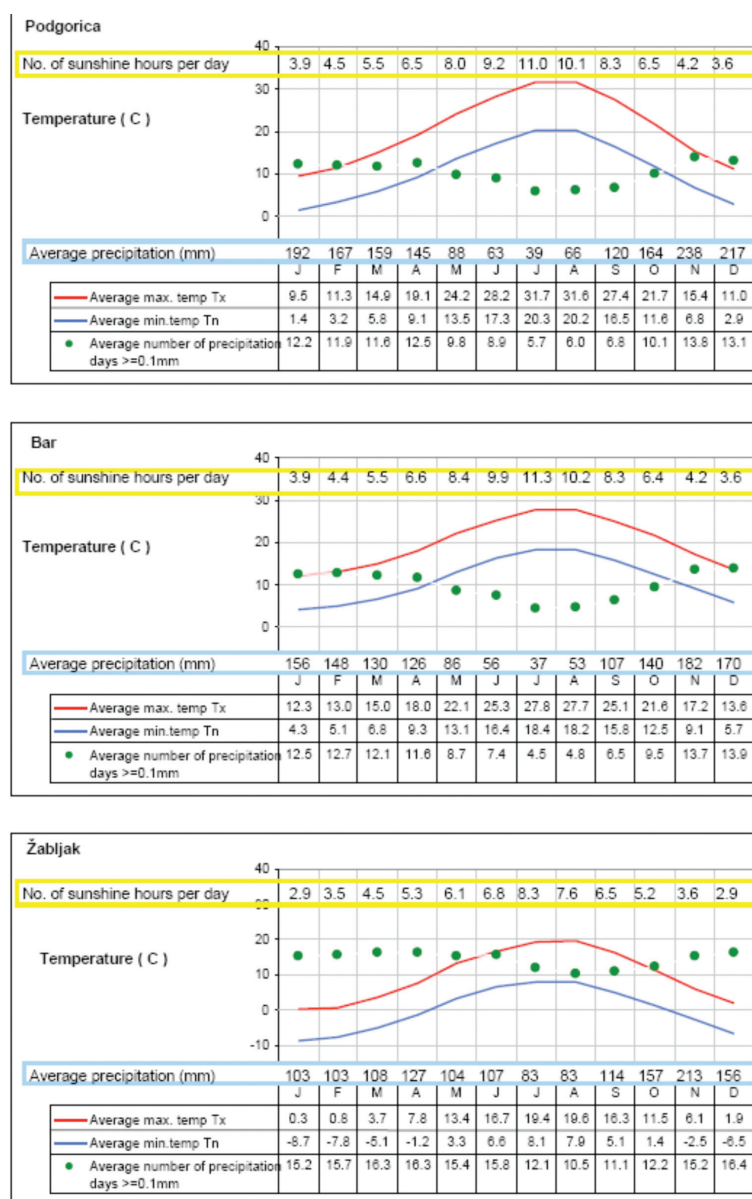 Podgorica
40
No. of sunshine hours per day 3.9 4.5 5.5 6.5 8.0 9.2 11.0 10.1 8.3 6.5 4.2 3.6
30
Temperature ( C )
20
10
0
Average precipitation (mm) 192 167 159 145 88 63 39 66 120 164 238 217
J F M A M J J A S O N D
Average max. temp Tx 9.5 11.3 14.9 19.1 24.2 28.2 31.7 31.6 27.4 21.7 15.4 11.0
Average min.temp Tn 1.4 3.2 5.8 9.1 13.5 17.3 20.3 20.2 16.5 11.6 6.8 2.9
Average number of precipitation 12.2 11.9 11.6 12.5 9.8 8.9 5.7 6.0 6.8 10.1 13.8 13.1
days >=0.1mm
Bar
40
No. of sunshine hours per day 3.9 4.4 5.5 6.6 8.4 9.9 11.3 10.2 8.3 6.4 4.2 3.6
30
Temperature ( C )
20
10
0
Average precipitation (mm) 156 148 130 126 86 56 37 53 107 140 182 170
J F M A M J J A S O N D
Average max. temp Tx 12.3 13.0 15.0 18.0 22.1 25.3 27.8 27.7 25.1 21.6 17.2 13.6
Average min.temp Tn 4.3 5.1 6.8 9.3 13.1 16.4 18.4 18.2 15.8 12.5 9.1 5.7
Average number of precipitation 12.5 12.7 12.1 11.6 8.7 7.4 4.5 4.8 6.5 9.5 13.7 13.9
days >=0.1mm
Žabljak
40
No. of sunshine hours per day 2.9 3.5 4.5 5.3 6.1 6.8 8.3 7.6 6.5 5.2 3.6 2.9
30
20
Temperature ( C )
10
0
-10
Average precipitation (mm) 103 103 108 127 104 107 83 83 114 157 213 156
J F M A M J J A S O N D
Average max. temp Tx 0.3 0.8 3.7 7.8 13.4 16.7 19.4 19.6 16.3 11.5 6.1 1.9
Average min.temp Tn -8.7 -7.8 -5.1 -1.2 3.3 6.6 8.1 7.9 5.1 1.4 -2.5 -6.5
Average number of precipitation 15.2 15.7 16.3 16.3 15.4 15.8 12.1 10.5 11.1 12.2 15.2 16.4
days >=0.1mm